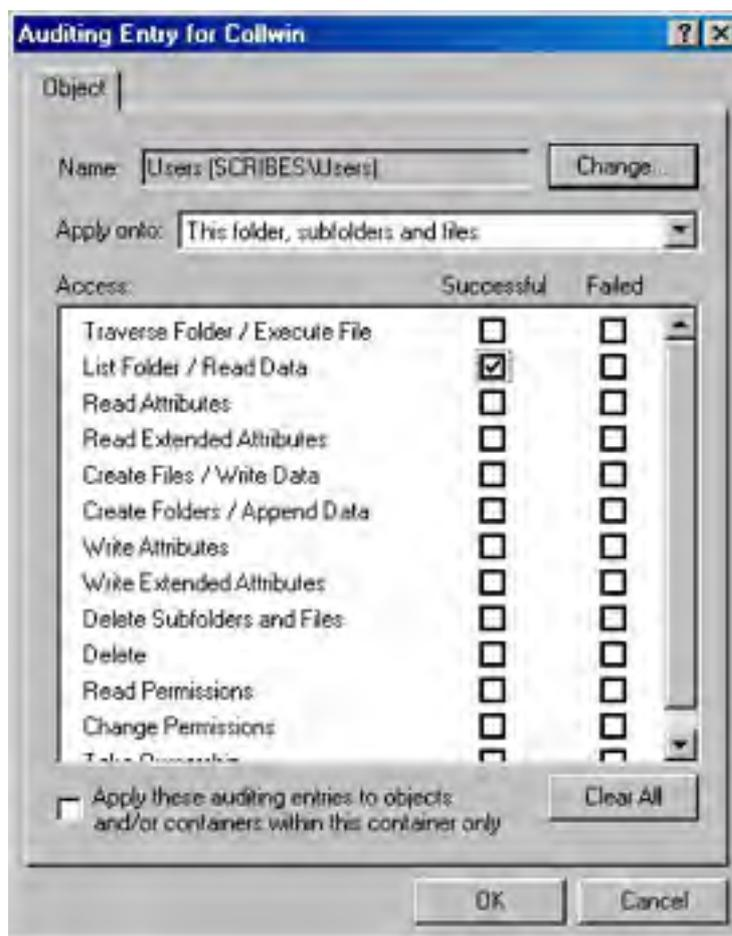 Auditing Entry for Collwin
Object
Name: Users (SCRIBES\Users)
Change...
Apply onto: This folder, subfolders and files
Access: Successful Failed
Traverse Folder / Execute File
List Folder / Read Data
Read Attributes
Read Extended Attributes
Create Files / Write Data
Create Folders / Append Data
Write Attributes
Write Extended Attributes
Delete Subfolders and Files
Delete
Read Permissions
Change Permissions
Take Ownership
Apply these auditing entries to objects
and/or containers within this container only
Clear All
OK Cancel